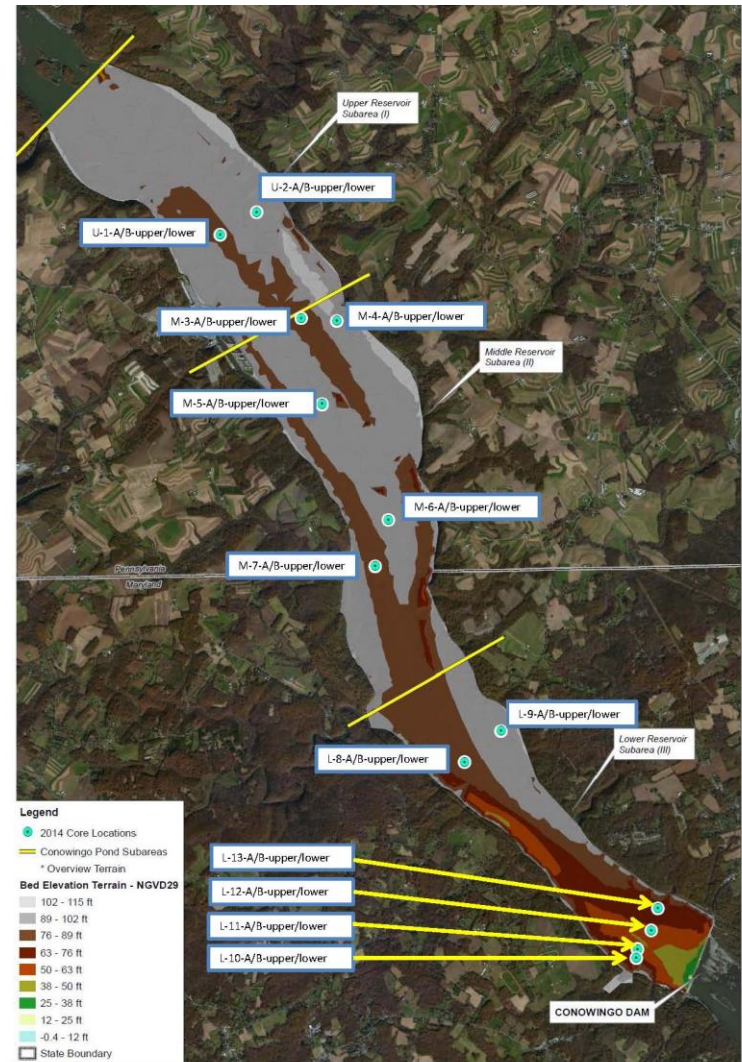 Upper Reservoir
Subarea (I)
U-2-A/B-upper/lower
U-1-A/B-upper/lower
M-3-A/B-upper/lower
M-4-A/B-upper/lower
Middle Reservoir
Subarea (II)
M-5-A/B-upper/lower
M-6-A/B-upper/lower
M-7-A/B-upper/lower
Pennsylvania
Maryland
L-9-A/B-upper/lower
Lower Reservoir
Subarea (III)
L-8-A/B-upper/lower
L-13-A/B-upper/lower
L-12-A/B-upper/lower
L-11-A/B-upper/lower
L-10-A/B-upper/lower
CONOWINGO DAM
Legend
2014 Core Locations
Conowingo Pond Subareas
* Overview Terrain
Bed Elevation Terrain - NGVD29
102 - 115 ft
89 - 102 ft
76 - 89 ft
63 - 76 ft
50 - 63 ft
38 - 50 ft
25 - 38 ft
12 - 25 ft
-0.4 - 12 ft
State Boundary